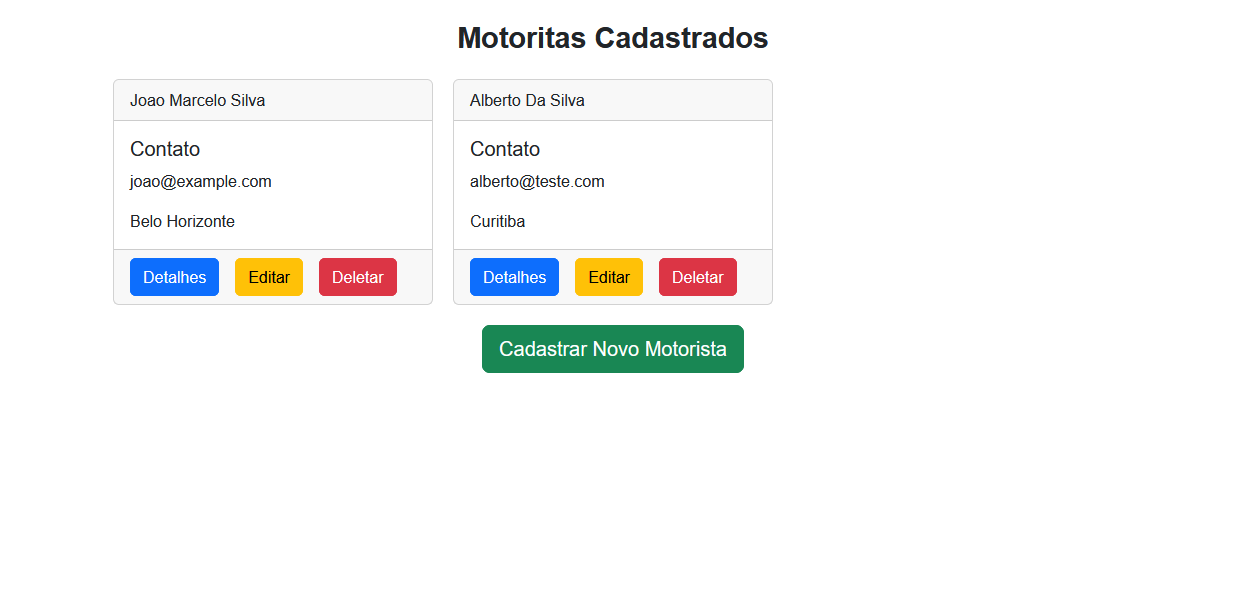 Motoritas Cadastrados
Joao Marcelo Silva
Contato
joao@example.com
Belo Horizonte
Detalhes Editar Deletar
Alberto Da Silva
Contato
alberto@teste.com
Curitiba
Detalhes Editar Deletar
Cadastrar Novo Motorista